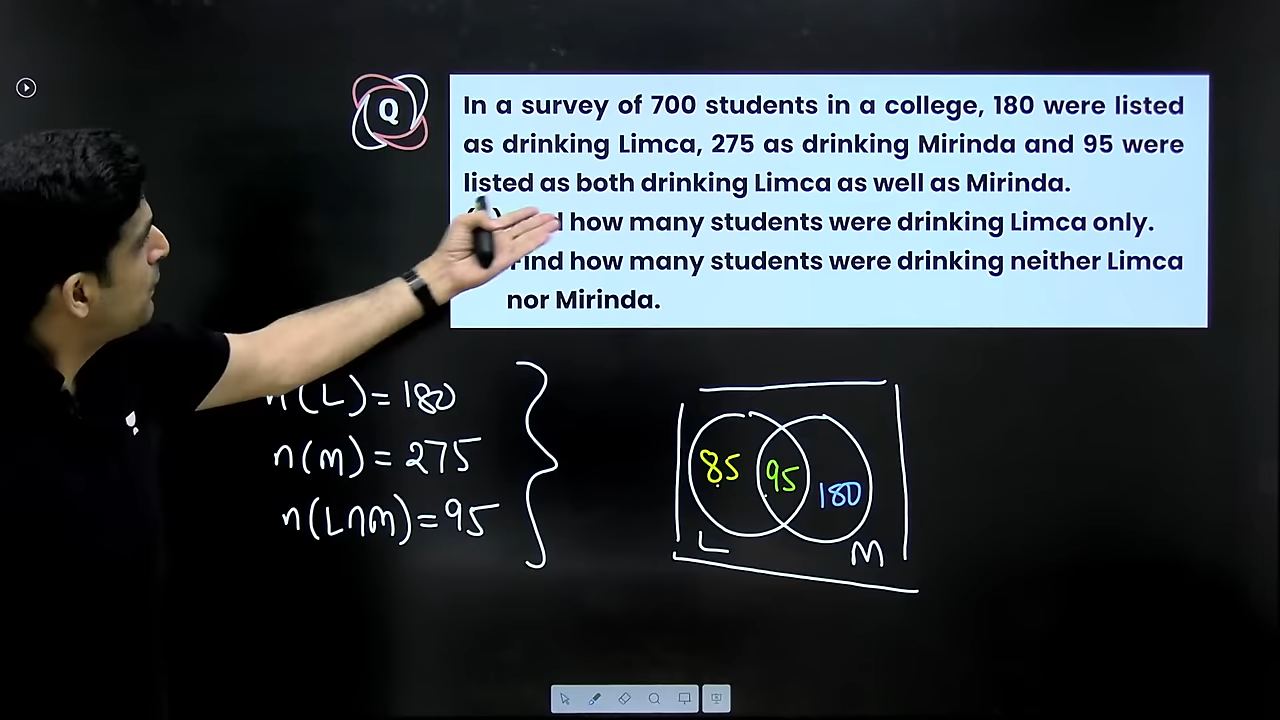 Q
In a survey of 700 students in a college, 180 were listed
as drinking Limca, 275 as drinking Mirinda and 95 were
listed as both drinking Limca as well as Mirinda.
how many students were drinking Limca only.
Find how many students were drinking neither Limca
nor Mirinda.
n(L) = 180
n(M) = 275
n(L∩M) = 95
85 95 180
L M